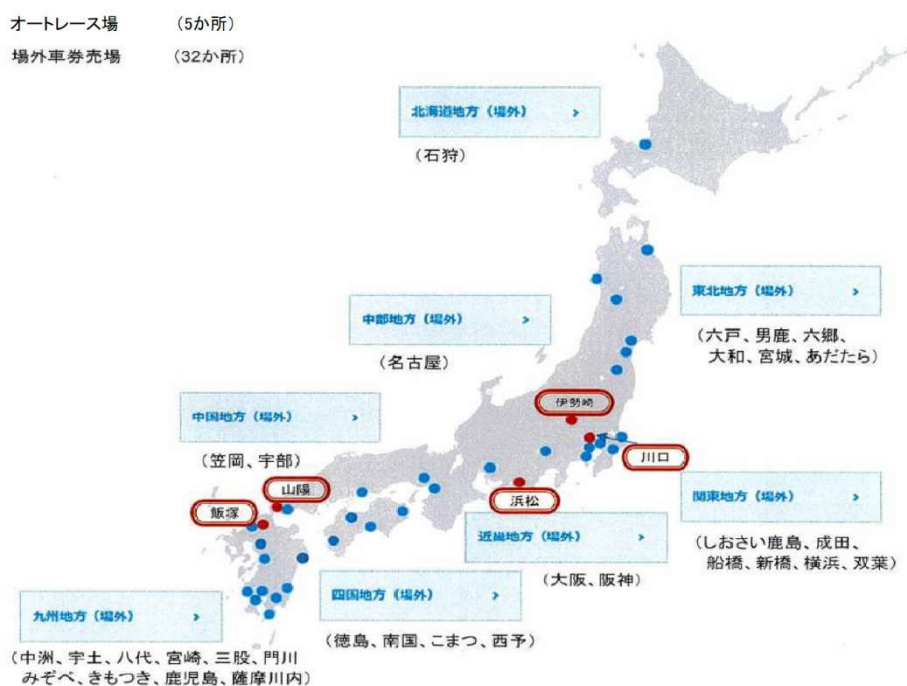 オートレース場 （5か所）
場外車券売場 （32か所）
北海道地方（場外） >
（石狩）
東北地方（場外） >
（六戸、男鹿、六郷、
大和、宮城、あだたら）
中部地方（場外） >
（名古屋）
伊勢崎
中国地方（場外） >
（笠岡、宇部）
川口
山陽
浜松
飯塚
関東地方（場外） >
（しおさい鹿島、成田、
船橋、新橋、横浜、双葉）
近畿地方（場外） >
（大阪、阪神）
四国地方（場外） >
（徳島、南国、こまつ、西予）
九州地方（場外） >
（中洲、宇土、八代、宮崎、三股、門川
みぞべ、きもつき、鹿児島、薩摩川内）